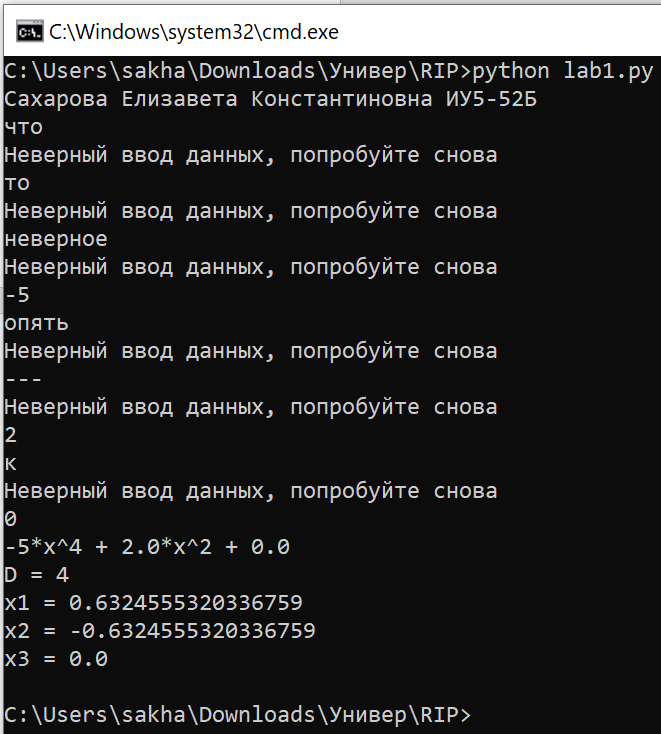 C:\Windows\system32\cmd.exe
C:\Users\sakha\Downloads\Универ\RIP>python lab1.py
Сахарова Елизавета Константиновна ИУ5-52Б
что
Неверный ввод данных, попробуйте снова
то
Неверный ввод данных, попробуйте снова
неверное
Неверный ввод данных, попробуйте снова
-5
опять
Неверный ввод данных, попробуйте снова
---
Неверный ввод данных, попробуйте снова
2
к
Неверный ввод данных, попробуйте снова
0
-5*x^4 + 2.0*x^2 + 0.0
D = 4
x1 = 0.6324555320336759
x2 = -0.6324555320336759
x3 = 0.0
C:\Users\sakha\Downloads\Универ\RIP>